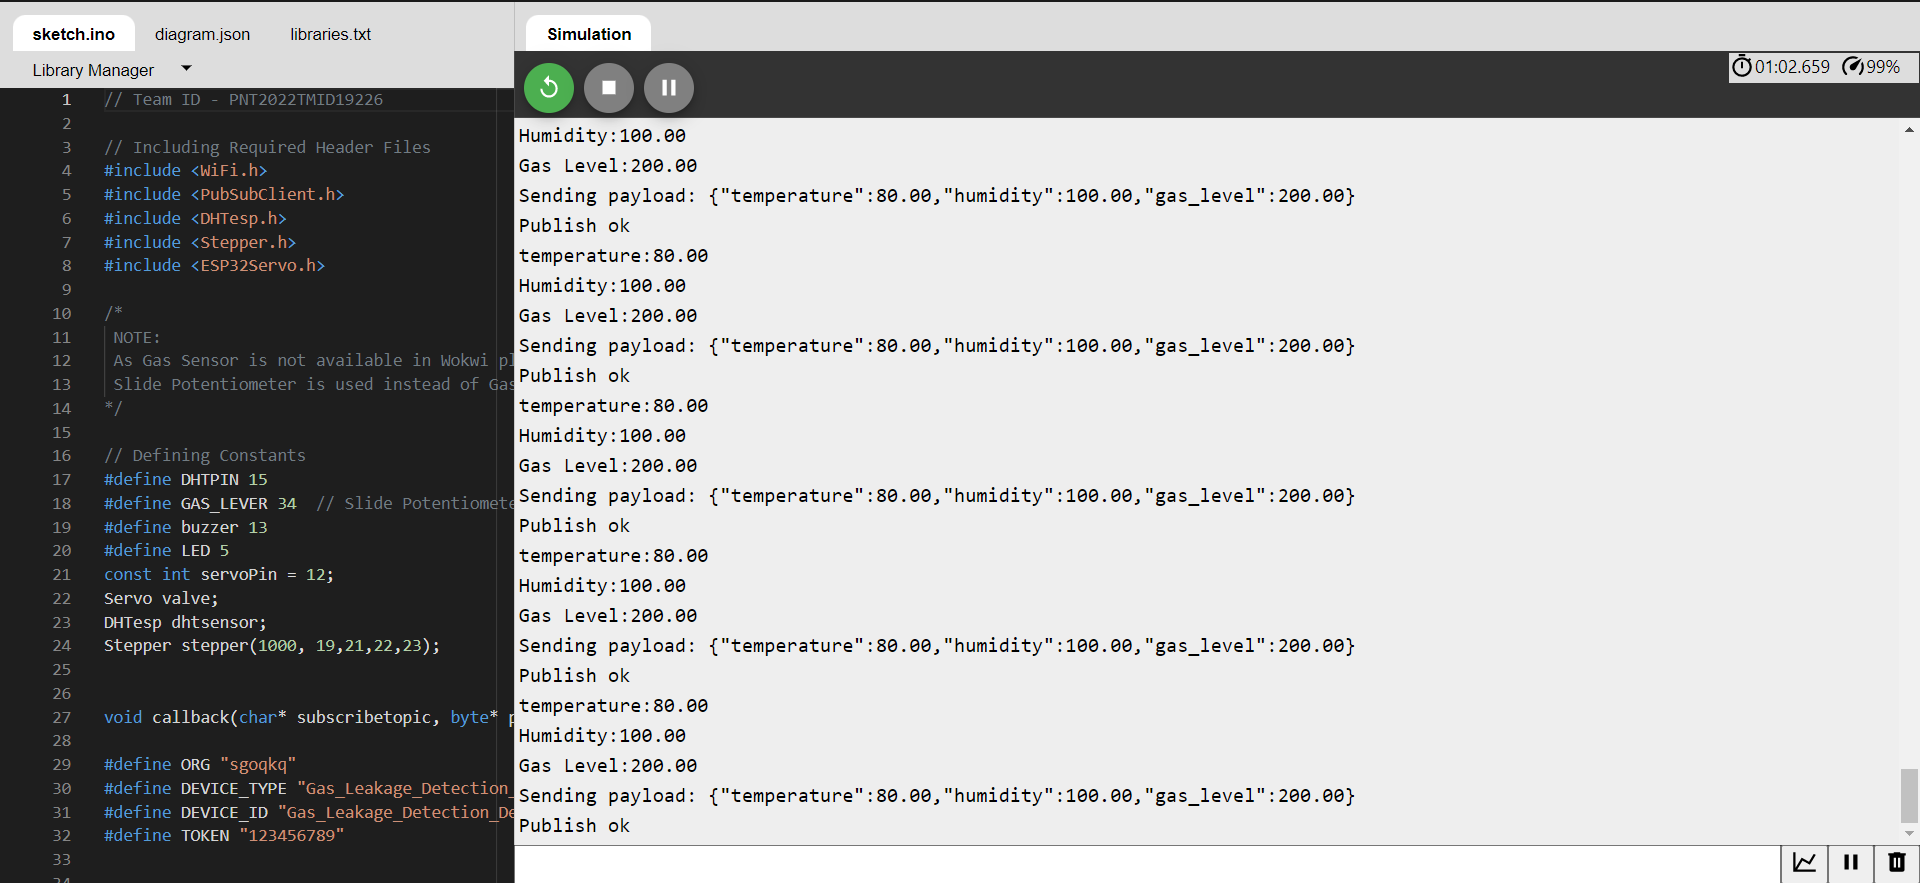 sketch.ino diagram.json libraries.txt
Library Manager
1 // Team ID - PNT2022TMID19226
2
3 // Including Required Header Files
4 #include <WiFi.h>
5 #include <PubSubClient.h>
6 #include <DHTesp.h>
7 #include <Stepper.h>
8 #include <ESP32Servo.h>
9
10 /*
11 NOTE:
12 As Gas Sensor is not available in Wokwi pl
13 Slide Potentiometer is used instead of Gas
14 */
15
16 // Defining Constants
17 #define DHTPIN 15
18 #define GAS_LEVER 34 // Slide Potentiomete
19 #define buzzer 13
20 #define LED 5
21 const int servoPin = 12;
22 Servo valve;
23 DHTesp dhtsensor;
24 Stepper stepper(1000, 19,21,22,23);
25
26
27 void callback(char* subscribetopic, byte* p
28
29 #define ORG "sgoqkq"
30 #define DEVICE_TYPE "Gas_Leakage_Detection_
31 #define DEVICE_ID "Gas_Leakage_Detection_De
32 #define TOKEN "123456789"
33
34
Simulation
01:02.659 99%
Humidity:100.00
Gas Level:200.00
Sending payload: {"temperature":80.00,"humidity":100.00,"gas_level":200.00}
Publish ok
temperature:80.00
Humidity:100.00
Gas Level:200.00
Sending payload: {"temperature":80.00,"humidity":100.00,"gas_level":200.00}
Publish ok
temperature:80.00
Humidity:100.00
Gas Level:200.00
Sending payload: {"temperature":80.00,"humidity":100.00,"gas_level":200.00}
Publish ok
temperature:80.00
Humidity:100.00
Gas Level:200.00
Sending payload: {"temperature":80.00,"humidity":100.00,"gas_level":200.00}
Publish ok
temperature:80.00
Humidity:100.00
Gas Level:200.00
Sending payload: {"temperature":80.00,"humidity":100.00,"gas_level":200.00}
Publish ok